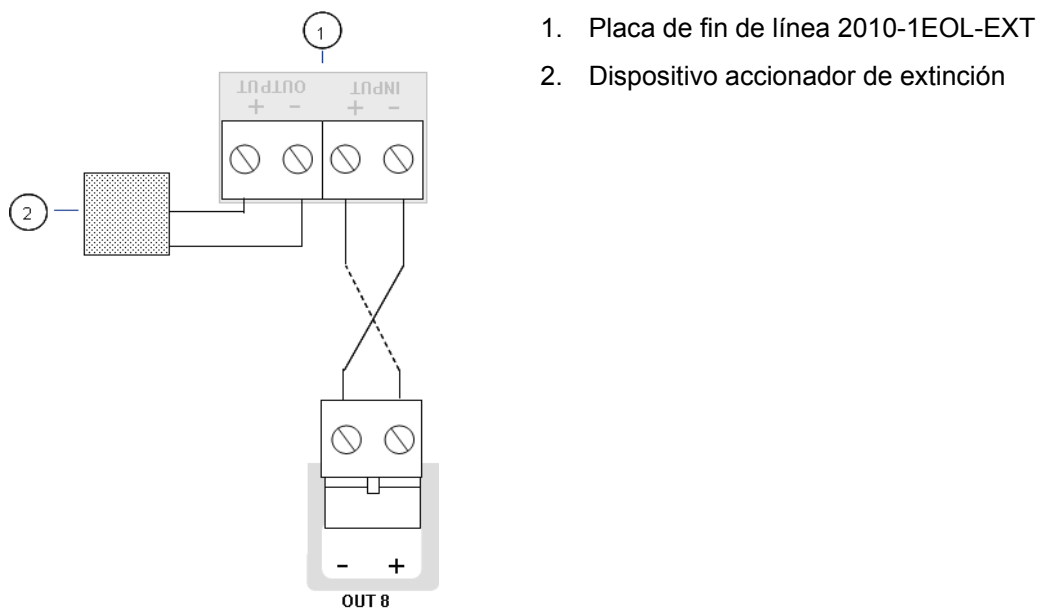 1. Placa de fin de línea 2010-1EOL-EXT
2. Dispositivo accionador de extinción
1
OUTPUT INPUT
+ - + -
2
- +
OUT 8